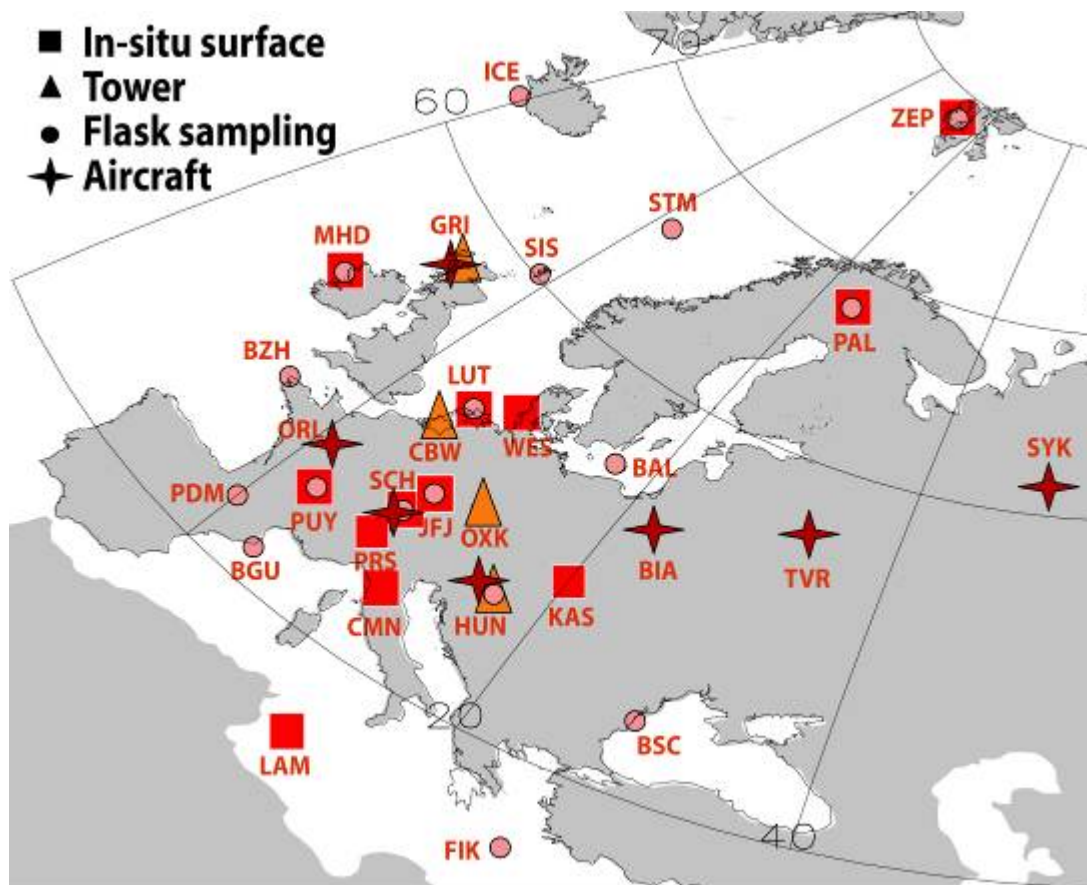 In-situ surface
Tower
Flask sampling
Aircraft
70
ICE
60
ZEP
STM
GRI
MHD
SIS
PAL
BZH
LUT
ORL
CBW
WES
SYK
SCH
BAL
PDM
PUY
JFJ
OXK
PRS
BIA
TVR
BGU
CMN
HUN
KAS
20
BSC
LAM
40
FIK